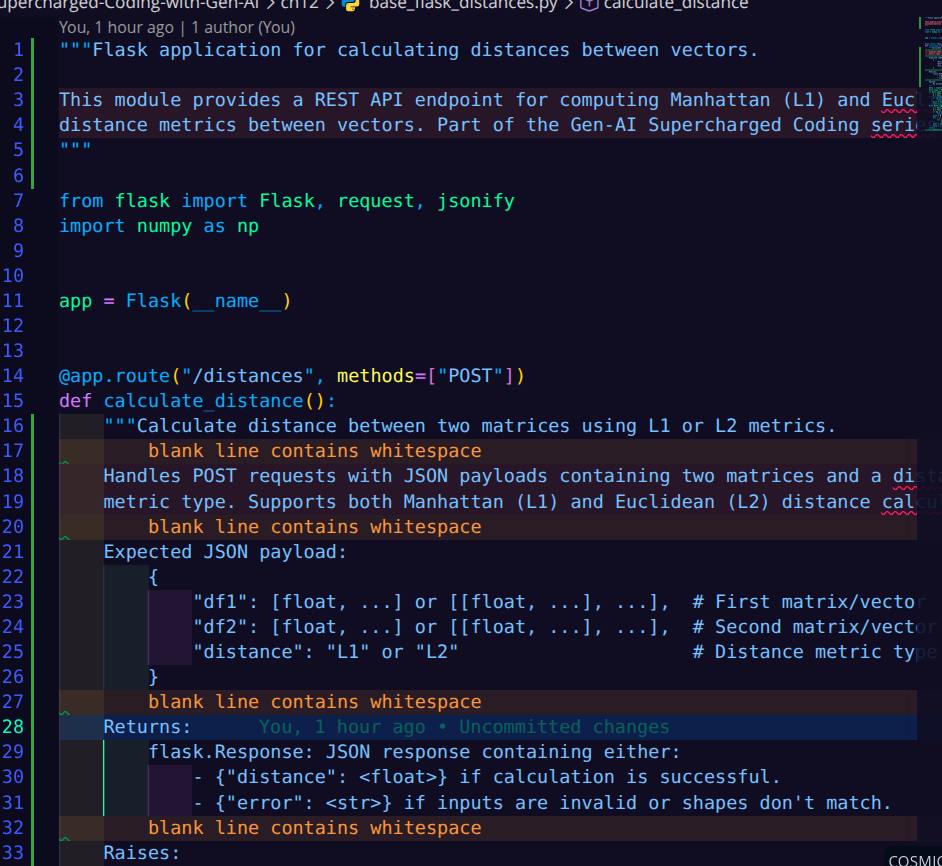 upercharged-Coding-with-Gen-AI > ch12 > base_flask_distances.py > calculate_distance
You, 1 hour ago | 1 author (You)
1 """Flask application for calculating distances between vectors.
2
3 This module provides a REST API endpoint for computing Manhattan (L1) and Eucl
4 distance metrics between vectors. Part of the Gen-AI Supercharged Coding serie
5 """
6
7 from flask import Flask, request, jsonify
8 import numpy as np
9
10
11 app = Flask(__name__)
12
13
14 @app.route("/distances", methods=["POST"])
15 def calculate_distance():
16 """Calculate distance between two matrices using L1 or L2 metrics.
17 blank line contains whitespace
18 Handles POST requests with JSON payloads containing two matrices and a dista
19 metric type. Supports both Manhattan (L1) and Euclidean (L2) distance calcu
20 blank line contains whitespace
21 Expected JSON payload:
22 {
23 "df1": [float, ...] or [[float, ...], ...], # First matrix/vector
24 "df2": [float, ...] or [[float, ...], ...], # Second matrix/vector
25 "distance": "L1" or "L2" # Distance metric type
26 }
27 blank line contains whitespace
28 Returns: You, 1 hour ago • Uncommitted changes
29 flask.Response: JSON response containing either:
30 - {"distance": <float>} if calculation is successful.
31 - {"error": <str>} if inputs are invalid or shapes don't match.
32 blank line contains whitespace
33 Raises:
COSMIC